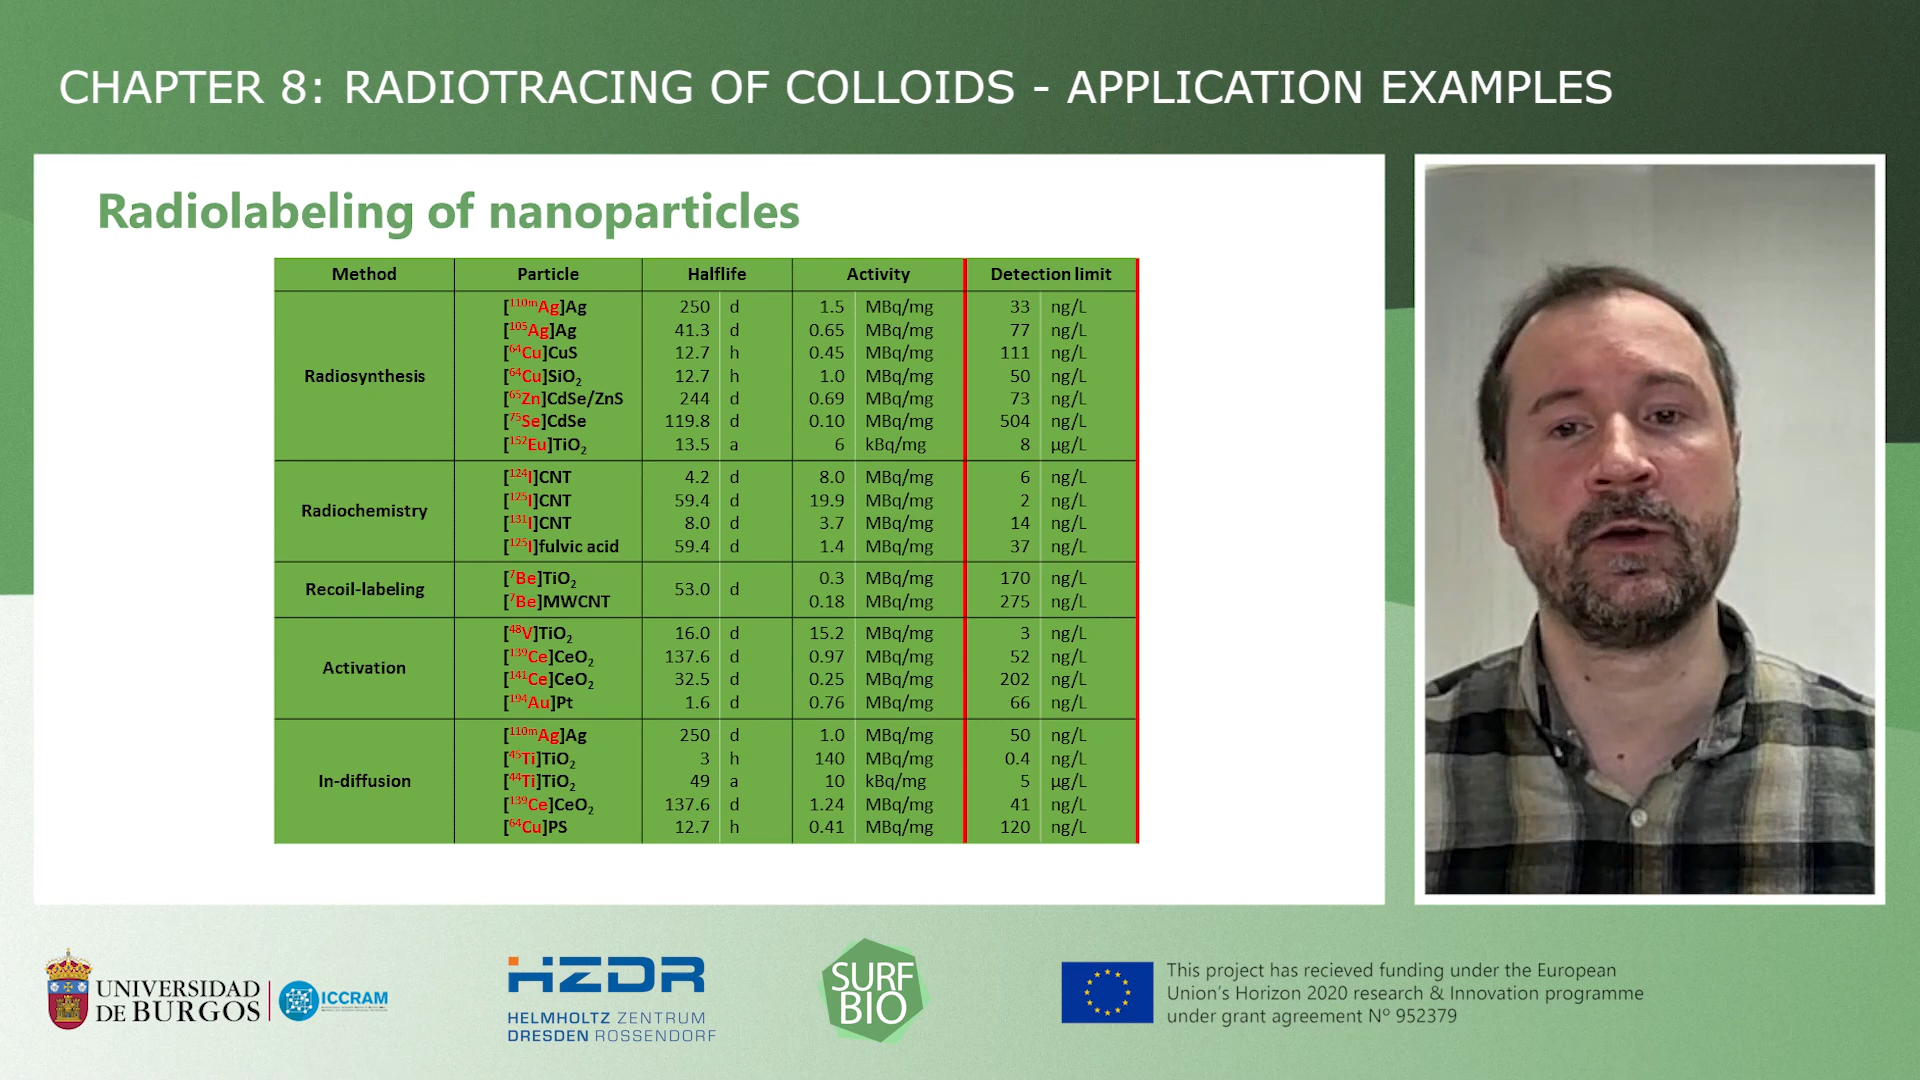 CHAPTER 8: RADIOTRACING OF COLLOIDS - APPLICATION EXAMPLES
Radiolabeling of nanoparticles
Method Particle Halflife Activity Detection limit
Radiosynthesis
[110mAg]Ag 250 d 1.5 MBq/mg 33 ng/L
[105Ag]Ag 41.3 d 0.65 MBq/mg 77 ng/L
[64Cu]CuS 12.7 h 0.45 MBq/mg 111 ng/L
[64Cu]SiO2 12.7 h 1.0 MBq/mg 50 ng/L
[65Zn]CdSe/ZnS 244 d 0.69 MBq/mg 73 ng/L
[75Se]CdSe 119.8 d 0.10 MBq/mg 504 ng/L
[152Eu]TiO2 13.5 a 6 kBq/mg 8 µg/L
Radiochemistry
[124I]CNT 4.2 d 8.0 MBq/mg 6 ng/L
[125I]CNT 59.4 d 19.9 MBq/mg 2 ng/L
[131I]CNT 8.0 d 3.7 MBq/mg 14 ng/L
[125I]fulvic acid 59.4 d 1.4 MBq/mg 37 ng/L
Recoil-labeling
[7Be]TiO2 53.0 d 0.3 MBq/mg 170 ng/L
[7Be]MWCNT 0.18 MBq/mg 275 ng/L
Activation
[48V]TiO2 16.0 d 15.2 MBq/mg 3 ng/L
[139Ce]CeO2 137.6 d 0.97 MBq/mg 52 ng/L
[141Ce]CeO2 32.5 d 0.25 MBq/mg 202 ng/L
[194Au]Pt 1.6 d 0.76 MBq/mg 66 ng/L
In-diffusion
[110mAg]Ag 250 d 1.0 MBq/mg 50 ng/L
[45Ti]TiO2 3 h 140 MBq/mg 0.4 ng/L
[44Ti]TiO2 49 a 10 kBq/mg 5 µg/L
[139Ce]CeO2 137.6 d 1.24 MBq/mg 41 ng/L
[64Cu]PS 12.7 h 0.41 MBq/mg 120 ng/L
UNIVERSIDAD
DE BURGOS
ICCRAM
HZDR
HELMHOLTZ ZENTRUM
DRESDEN ROSSENDORF
SURF
BIO
This project has recieved funding under the European
Union's Horizon 2020 research & Innovation programme
under grant agreement Nº 952379